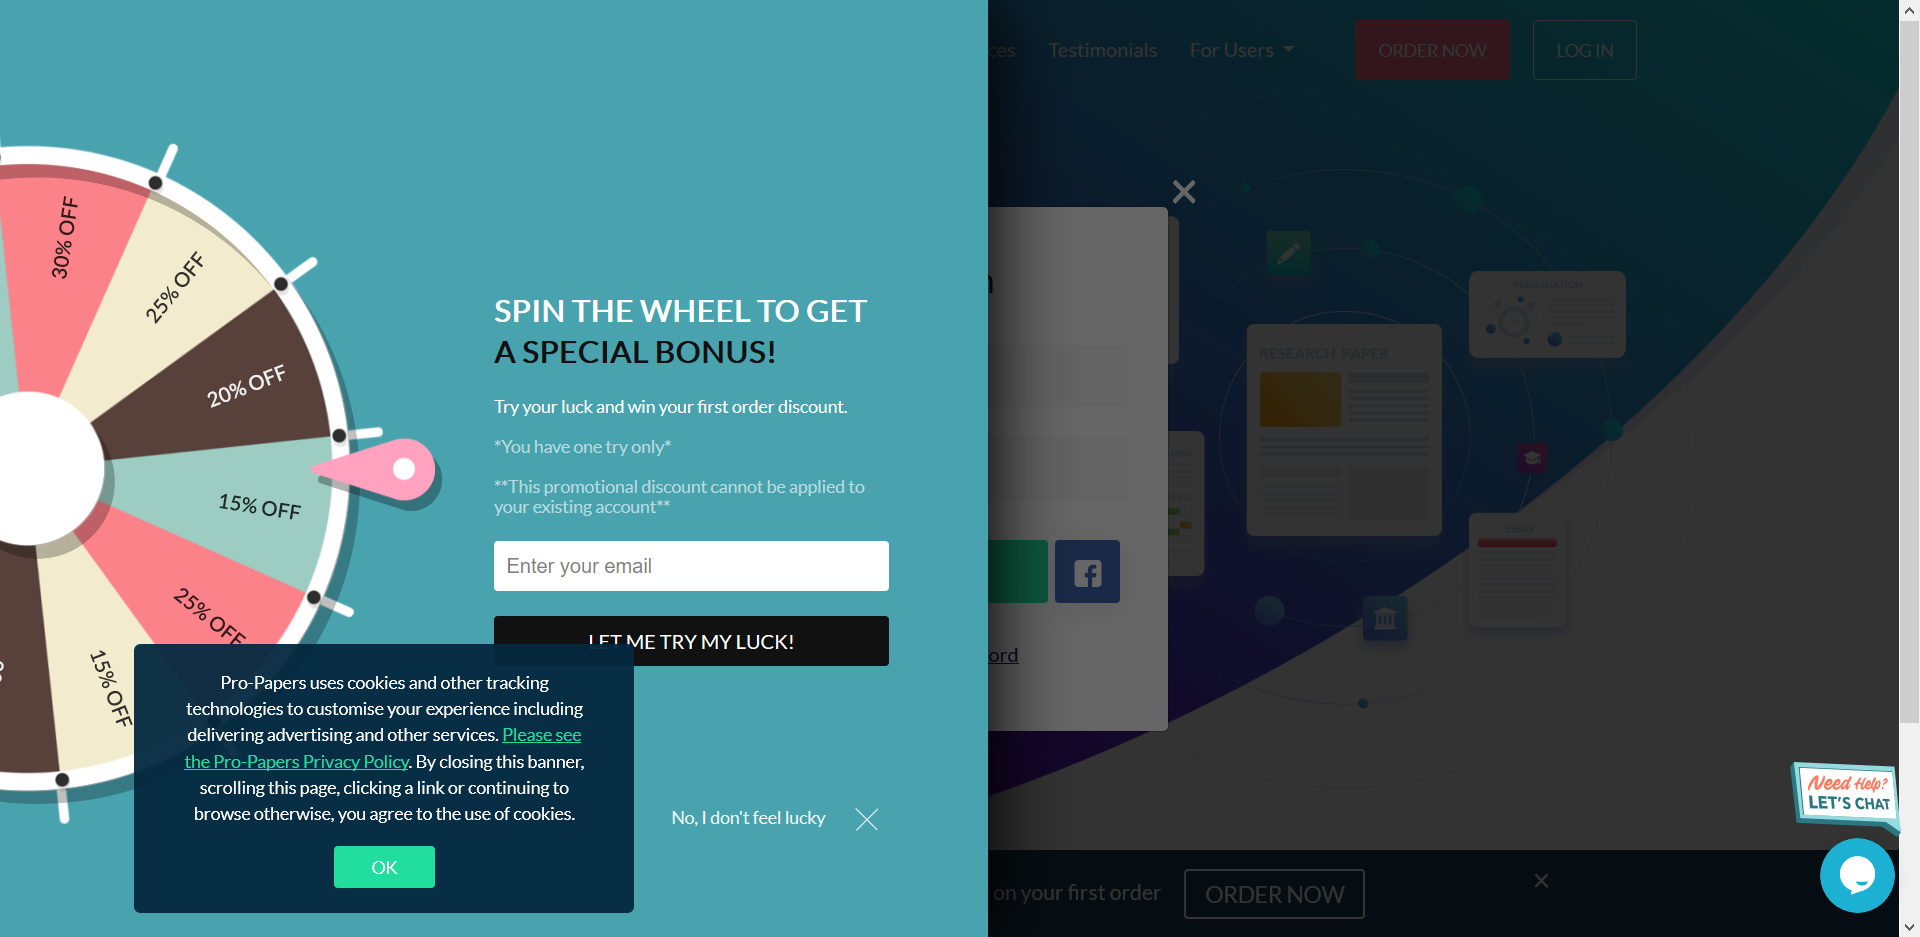 Testimonials
For Users
ORDER NOW
LOG IN
30% OFF
25% OFF
20% OFF
15% OFF
25% OFF
15% OFF
SPIN THE WHEEL TO GET
A SPECIAL BONUS!
Try your luck and win your first order discount.
*You have one try only*
**This promotional discount cannot be applied to
your existing account**
Enter your email
LET ME TRY MY LUCK!
Pro-Papers uses cookies and other tracking
technologies to customise your experience including
delivering advertising and other services. Please see
the Pro-Papers Privacy Policy. By closing this banner,
scrolling this page, clicking a link or continuing to
browse otherwise, you agree to the use of cookies.
OK
No, I don't feel lucky
PRESENTATION
RESEARCH PAPER
ESSAY
Need Help?
LET'S CHAT
on your first order
ORDER NOW